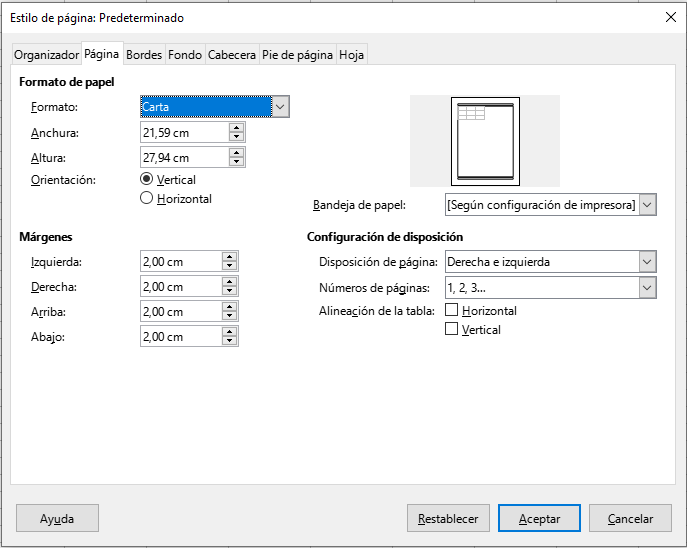 Estilo de página: Predeterminado
Organizador Página Bordes Fondo Cabecera Pie de página Hoja
Formato de papel
Formato: Carta
Anchura: 21,59 cm
Altura: 27,94 cm
Orientación: Vertical
Horizontal
Bandeja de papel: [Según configuración de impresora]
Márgenes
Izquierda: 2,00 cm
Derecha: 2,00 cm
Arriba: 2,00 cm
Abajo: 2,00 cm
Configuración de disposición
Disposición de página: Derecha e izquierda
Números de páginas: 1, 2, 3...
Alineación de la tabla: Horizontal
Vertical
Ayuda Restablecer Aceptar Cancelar